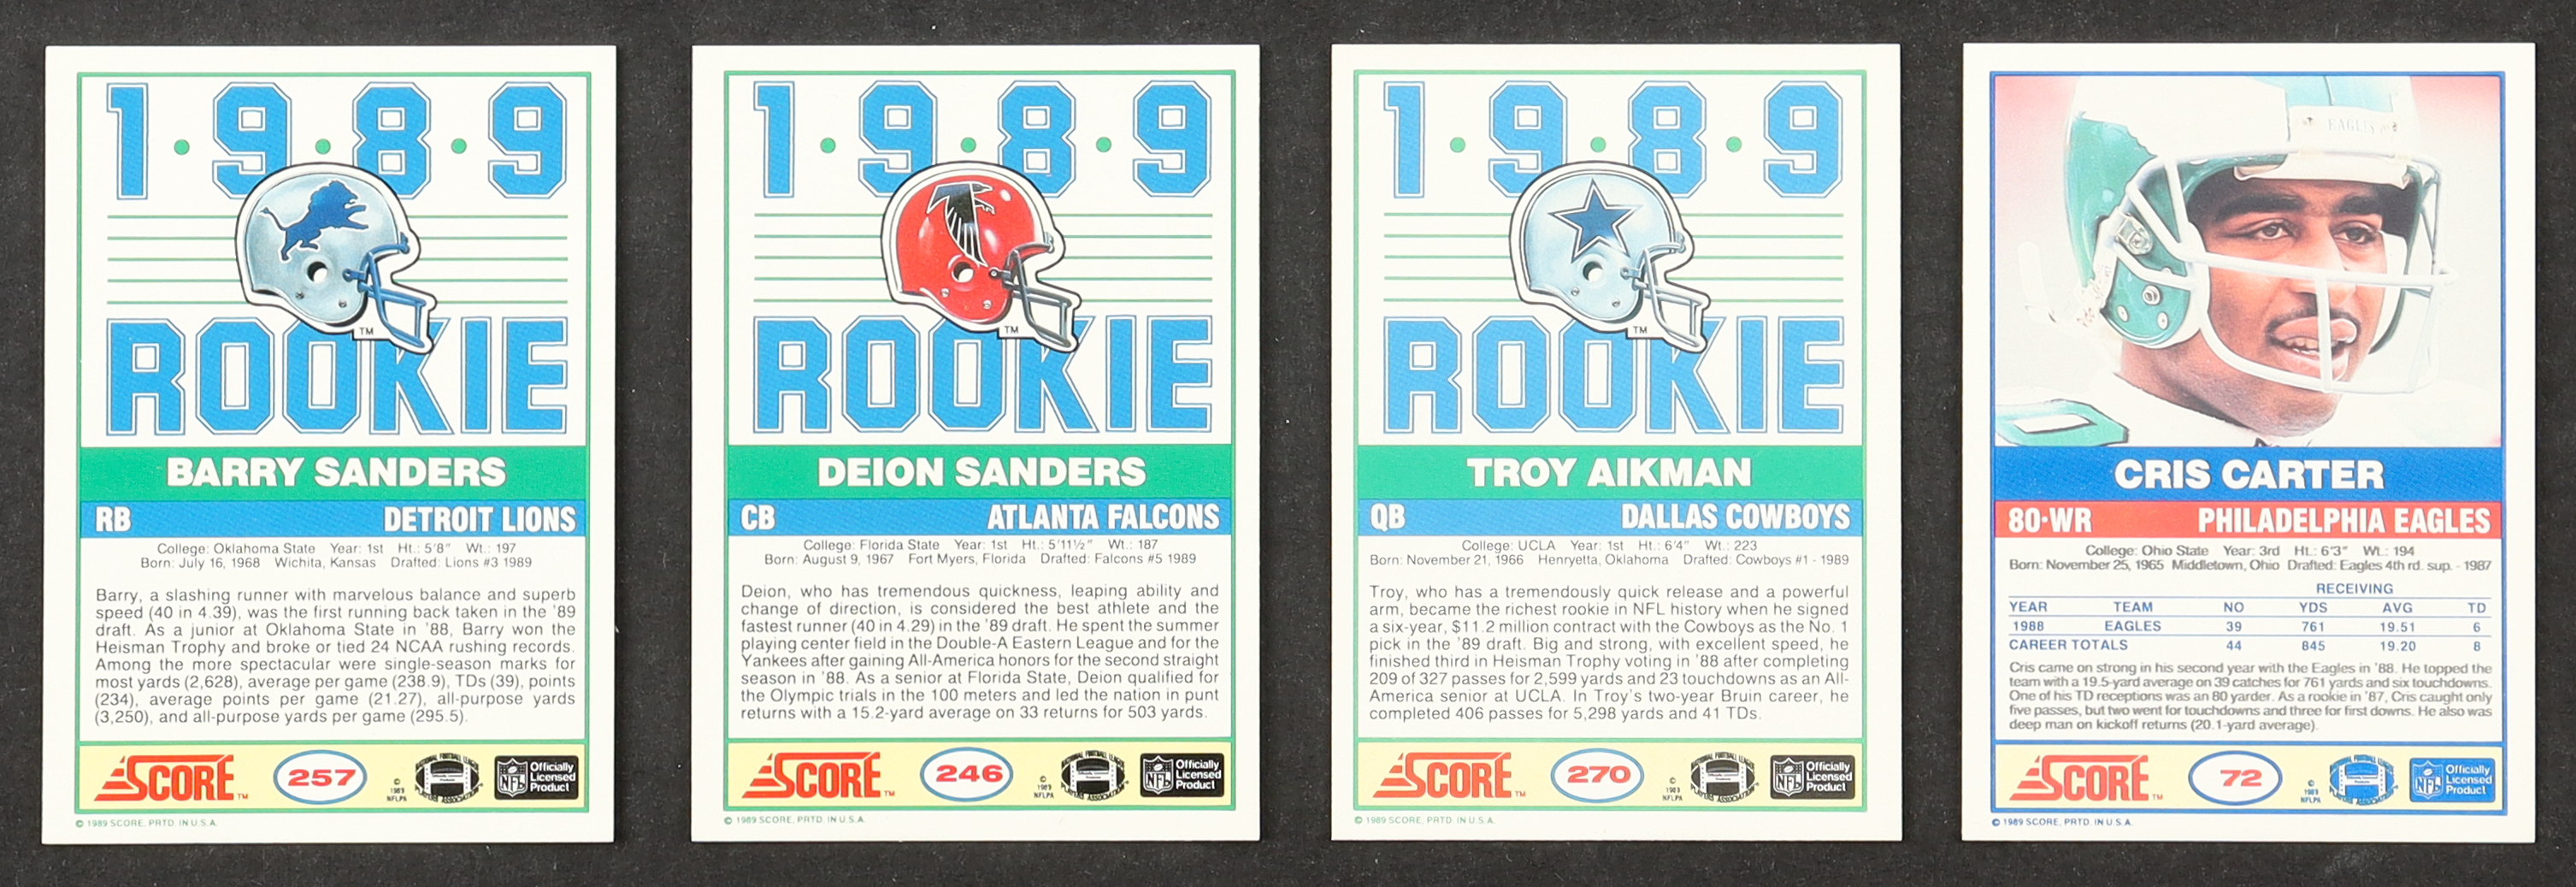 1·9·8·9
TM
ROOKIE
BARRY SANDERS
RB DETROIT LIONS
College: Oklahoma State Year: 1st Ht.: 5'8" Wt.: 197
Born: July 16, 1968 Wichita, Kansas Drafted: Lions #3 1989
Barry, a slashing runner with marvelous balance and superb
speed (40 in 4.39), was the first running back taken in the '89
draft. As a junior at Oklahoma State in '88, Barry won the
Heisman Trophy and broke or tied 24 NCAA rushing records.
Among the more spectacular were single-season marks for
most yards (2,628), average per game (238.9), TDs (39), points
(234), average points per game (21.27), all-purpose yards
(3,250), and all-purpose yards per game (295.5).
SCORE™ 257
© 1989 NFLPA
NFL Officially
Licensed
Product
© 1989 SCORE, PRTD. IN U.S.A.
1·9·8·9
TM
ROOKIE
DEION SANDERS
CB ATLANTA FALCONS
College: Florida State Year: 1st Ht.: 5'11½" Wt.: 187
Born: August 9, 1967 Fort Myers, Florida Drafted: Falcons #5 1989
Deion, who has tremendous quickness, leaping ability and
change of direction, is considered the best athlete and the
fastest runner (40 in 4.29) in the '89 draft. He spent the summer
playing center field in the Double-A Eastern League and for the
Yankees after gaining All-America honors for the second straight
season in '88. As a senior at Florida State, Deion qualified for
the Olympic trials in the 100 meters and led the nation in punt
returns with a 15.2-yard average on 33 returns for 503 yards.
SCORE™ 246
© 1989 NFLPA
NFL Officially
Licensed
Product
© 1989 SCORE, PRTD. IN U.S.A.
1·9·8·9
TM
ROOKIE
TROY AIKMAN
QB DALLAS COWBOYS
College: UCLA Year: 1st Ht.: 6'4" Wt.: 223
Born: November 21, 1966 Henryetta, Oklahoma Drafted: Cowboys #1 - 1989
Troy, who has a tremendously quick release and a powerful
arm, became the richest rookie in NFL history when he signed
a six-year, $11.2 million contract with the Cowboys as the No. 1
pick in the '89 draft. Big and strong, with excellent speed, he
finished third in Heisman Trophy voting in '88 after completing
209 of 327 passes for 2,599 yards and 23 touchdowns as an All-
America senior at UCLA. In Troy's two-year Bruin career, he
completed 406 passes for 5,298 yards and 41 TDs.
SCORE™ 270
© 1989 NFLPA
NFL Officially
Licensed
Product
© 1989 SCORE, PRTD. IN U.S.A.
EAGLES
CRIS CARTER
80·WR PHILADELPHIA EAGLES
College: Ohio State Year: 3rd Ht.: 6'3" Wt.: 194
Born: November 25, 1965 Middletown, Ohio Drafted: Eagles 4th rd. sup. - 1987
RECEIVING
YEAR TEAM NO YDS AVG TD
1988 EAGLES 39 761 19.51 6
CAREER TOTALS 44 845 19.20 8
Cris came on strong in his second year with the Eagles in '88. He topped the
team with a 19.5-yard average on 39 catches for 761 yards and six touchdowns.
One of his TD receptions was an 80 yarder. As a rookie in '87, Cris caught only
five passes, but two went for touchdowns and three for first downs. He also was
deep man on kickoff returns (20.1-yard average).
SCORE™ 72
© 1989 NFLPA
NFL Officially
Licensed
Product
© 1989 SCORE, PRTD. IN U.S.A.